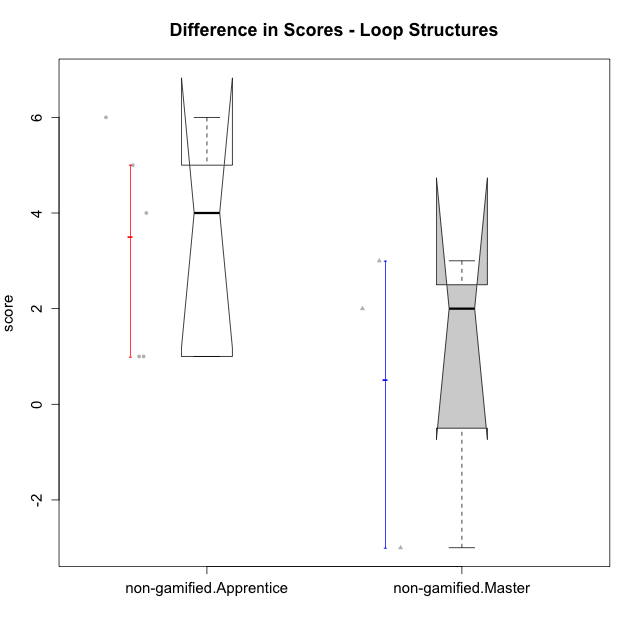 Difference in Scores - Loop Structures
score
6
4
2
0
-2
non-gamified.Apprentice
non-gamified.Master